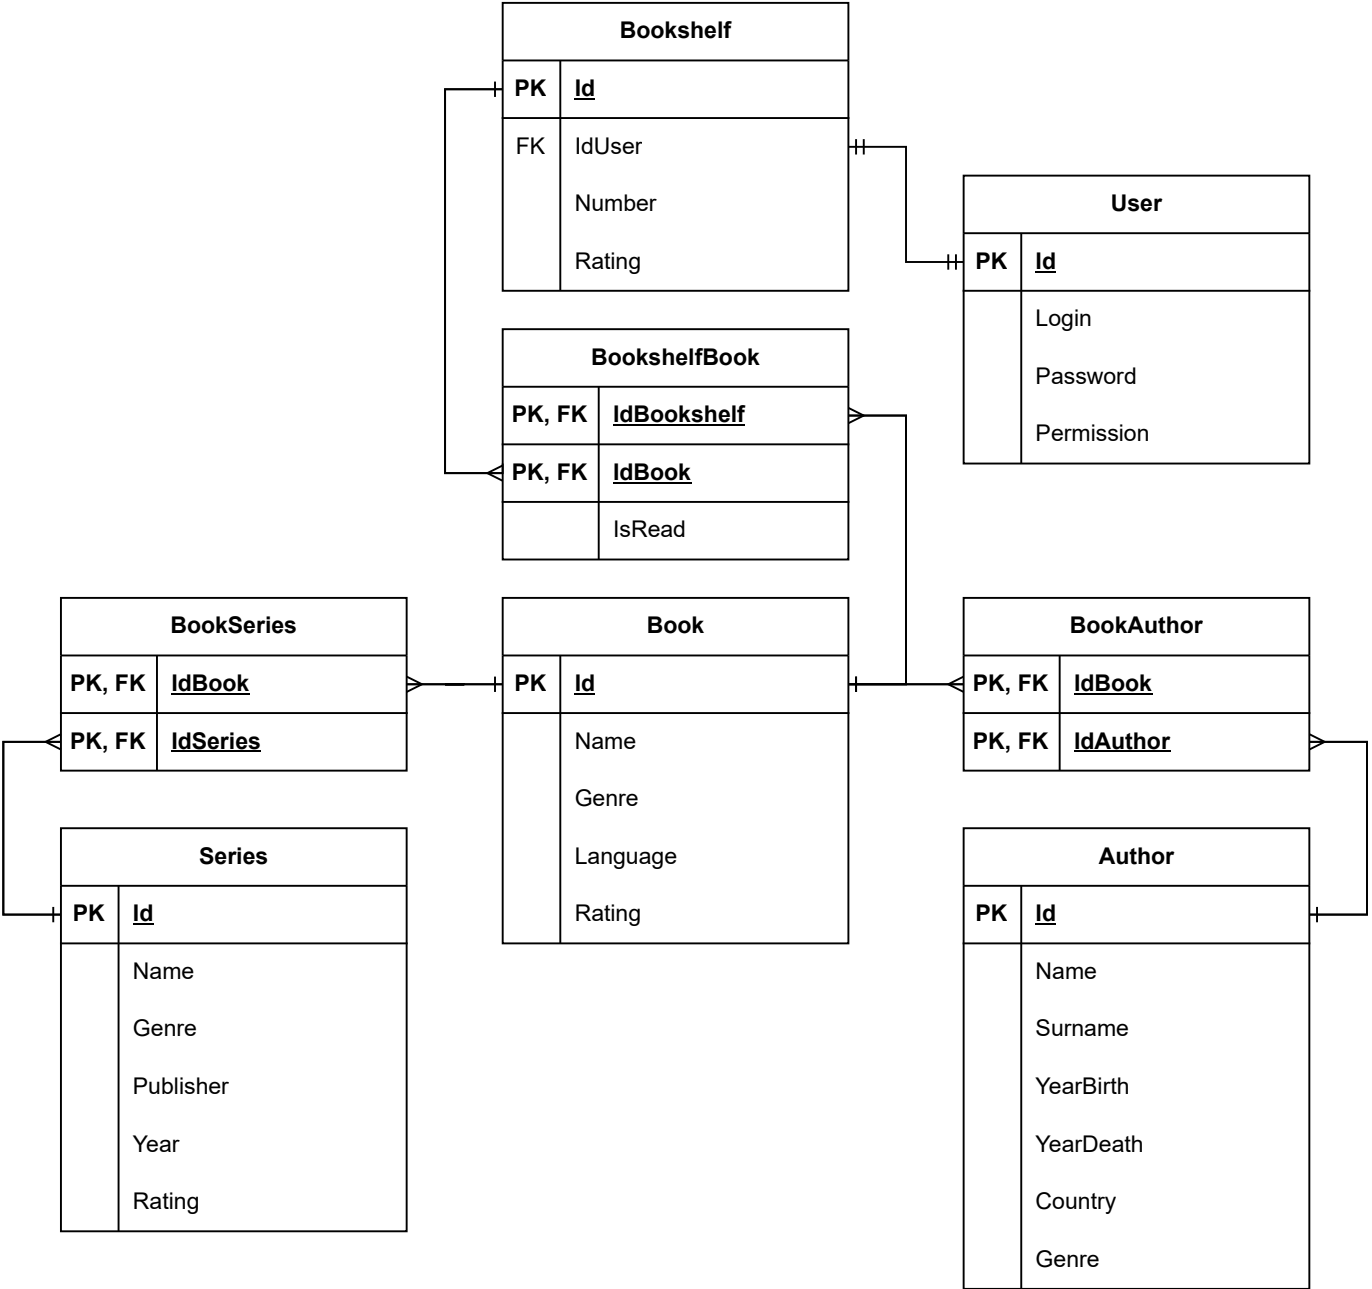 Bookshelf
PK Id
FK IdUser
Number
Rating
User
PK Id
Login
Password
Permission
BookshelfBook
PK, FK IdBookshelf
PK, FK IdBook
IsRead
BookSeries
PK, FK IdBook
PK, FK IdSeries
Book
PK Id
Name
Genre
Language
Rating
BookAuthor
PK, FK IdBook
PK, FK IdAuthor
Series
PK Id
Name
Genre
Publisher
Year
Rating
Author
PK Id
Name
Surname
YearBirth
YearDeath
Country
Genre